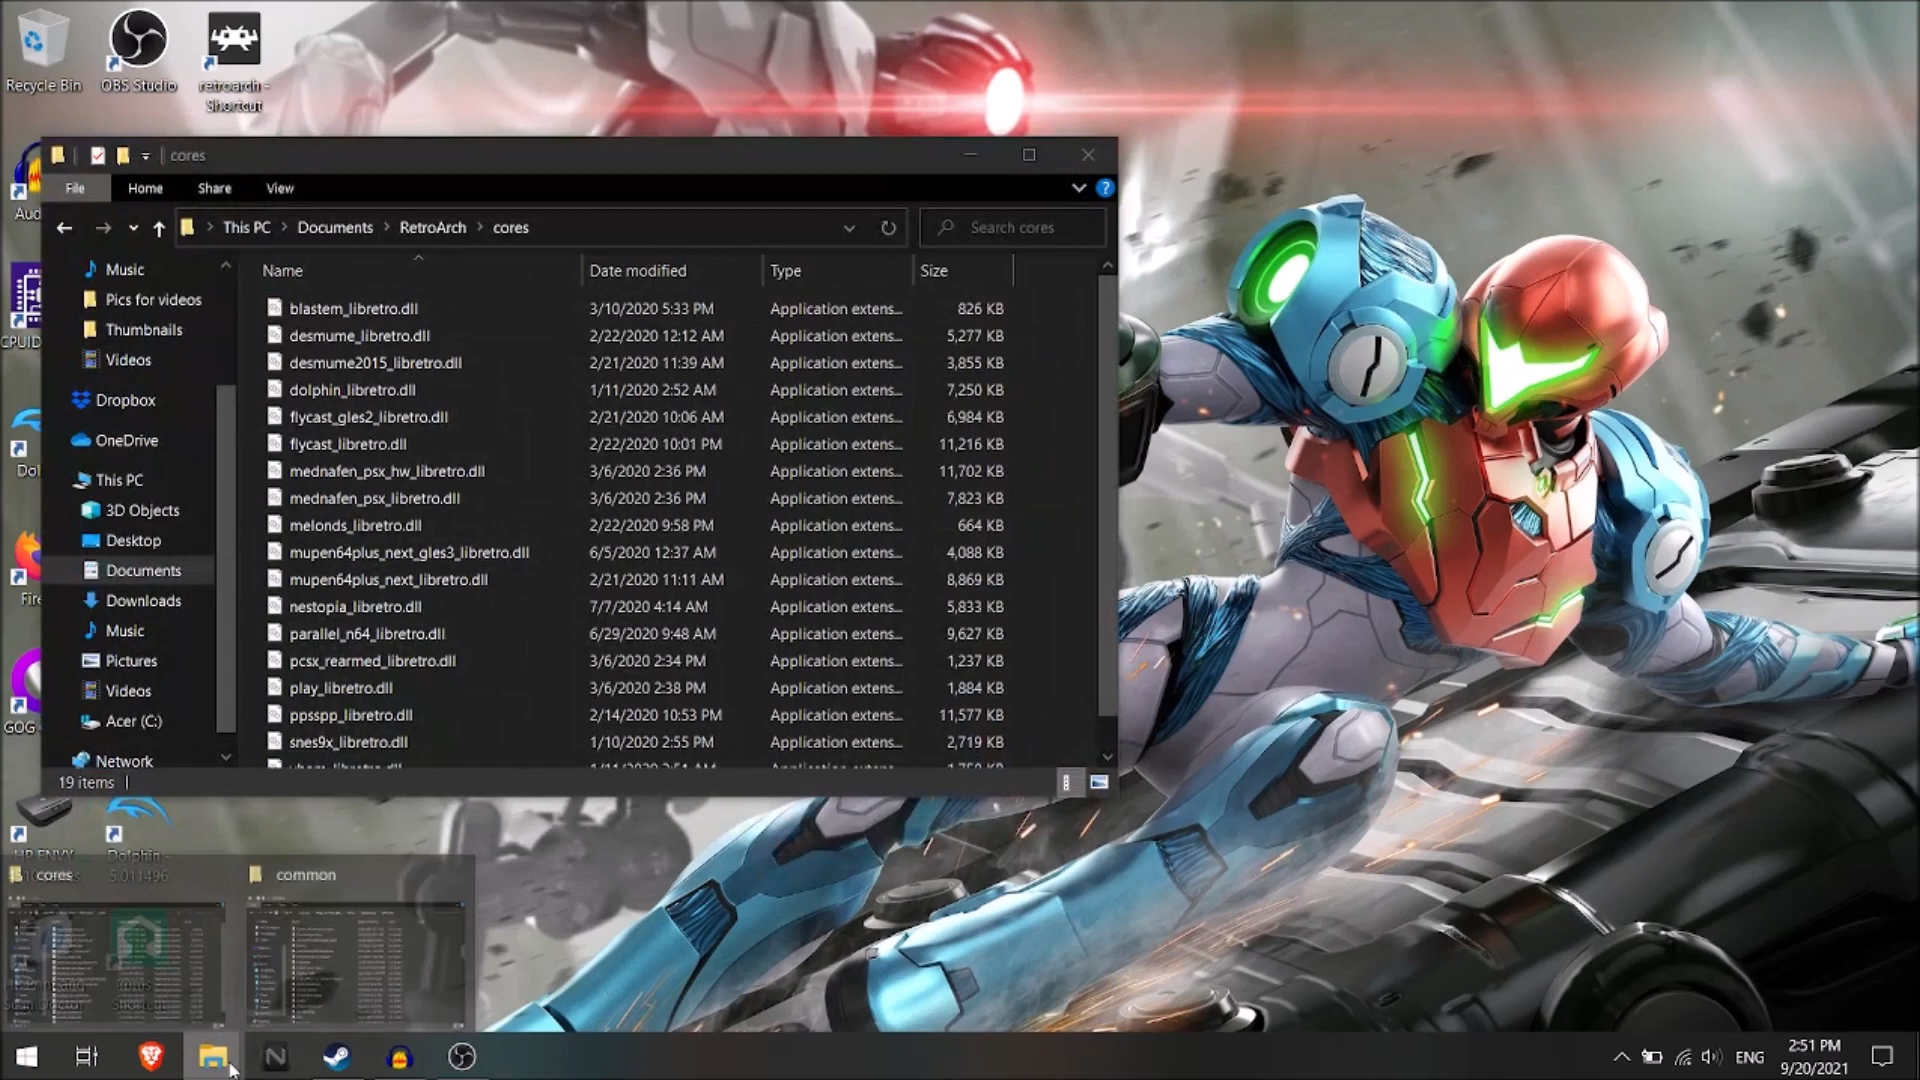 Recycle Bin
OBS Studio
retroarch -
Shortcut
cores
File
Home
Share
View
This PC
Documents
RetroArch
cores
Search cores
Music
Pics for videos
Thumbnails
Videos
Dropbox
OneDrive
This PC
3D Objects
Desktop
Documents
Downloads
Music
Pictures
Videos
Acer (C:)
Network
Name Date modified Type Size
blastem_libretro.dll 3/10/2020 5:33 PM Application extens... 826 KB
desmume_libretro.dll 2/22/2020 12:12 AM Application extens... 5,277 KB
desmume2015_libretro.dll 2/21/2020 11:39 AM Application extens... 3,855 KB
dolphin_libretro.dll 1/11/2020 2:52 AM Application extens... 7,250 KB
flycast_gles2_libretro.dll 2/21/2020 10:06 AM Application extens... 6,984 KB
flycast_libretro.dll 2/22/2020 10:01 PM Application extens... 11,216 KB
mednafen_psx_hw_libretro.dll 3/6/2020 2:36 PM Application extens... 11,702 KB
mednafen_psx_libretro.dll 3/6/2020 2:36 PM Application extens... 7,823 KB
melonds_libretro.dll 2/22/2020 9:58 PM Application extens... 664 KB
mupen64plus_next_gles3_libretro.dll 6/5/2020 12:37 AM Application extens... 4,088 KB
mupen64plus_next_libretro.dll 2/21/2020 11:11 AM Application extens... 8,869 KB
nestopia_libretro.dll 7/7/2020 4:14 AM Application extens... 5,833 KB
parallel_n64_libretro.dll 6/29/2020 9:48 AM Application extens... 9,627 KB
pcsx_rearmed_libretro.dll 3/6/2020 2:34 PM Application extens... 1,237 KB
play_libretro.dll 3/6/2020 2:38 PM Application extens... 1,884 KB
ppsspp_libretro.dll 2/14/2020 10:53 PM Application extens... 11,577 KB
snes9x_libretro.dll 1/10/2020 2:55 PM Application extens... 2,719 KB
19 items
Aud
CPUID
Dol
Fire
GOG
HP ENVY
Dolphin -
5.011496
cores
common
ENG
2:51 PM
9/20/2021